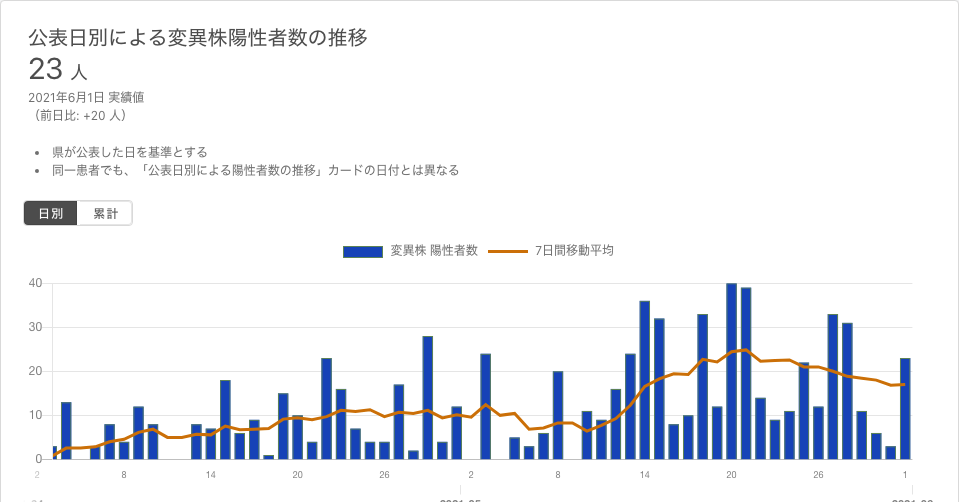 公表日別による変異株陽性者数の推移
23 人
2021年6月1日 実績値
（前日比: +20 人）
• 県が公表した日を基準とする
• 同一患者でも、「公表日別による陽性者数の推移」カードの日付とは異なる
日別 累計
変異株 陽性者数 7日間移動平均
40
30
20
10
0
2 8 14 20 26 2 8 14 20 26 1